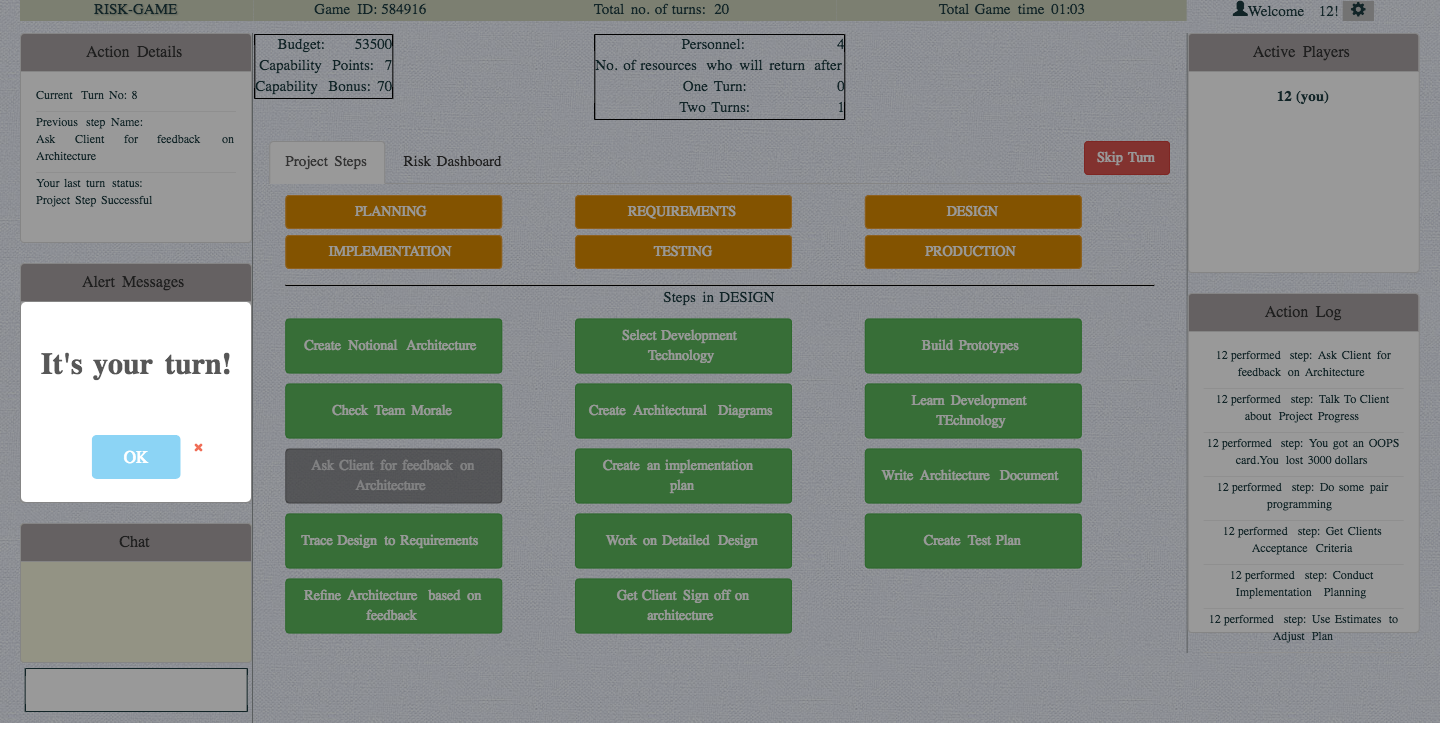 RISK-GAME
Game ID: 584916
Total no. of turns: 20
Total Game time 01:03
Welcome 12!
Action Details
Current Turn No: 8
Previous step Name:
Ask Client for feedback on
Architecture
Your last turn status:
Project Step Successful
Budget: 53500
Capability Points: 7
Capability Bonus: 70
Personnel: 4
No. of resources who will return after
One Turn: 0
Two Turns: 1
Active Players
12 (you)
Project Steps
Risk Dashboard
Skip Turn
PLANNING
REQUIREMENTS
DESIGN
IMPLEMENTATION
TESTING
PRODUCTION
Alert Messages
It's your turn!
OK
Steps in DESIGN
Create Notional Architecture
Select Development
Technology
Build Prototypes
Check Team Morale
Create Architectural Diagrams
Learn Development
TEchnology
Ask Client for feedback on
Architecture
Create an implementation
plan
Write Architecture Document
Trace Design to Requirements
Work on Detailed Design
Create Test Plan
Refine Architecture based on
feedback
Get Client Sign off on
architecture
Action Log
12 performed step: Ask Client for
feedback on Architecture
12 performed step: Talk To Client
about Project Progress
12 performed step: You got an OOPS
card.You lost 3000 dollars
12 performed step: Do some pair
programming
12 performed step: Get Clients
Acceptance Criteria
12 performed step: Conduct
Implementation Planning
12 performed step: Use Estimates to
Adjust Plan
Chat